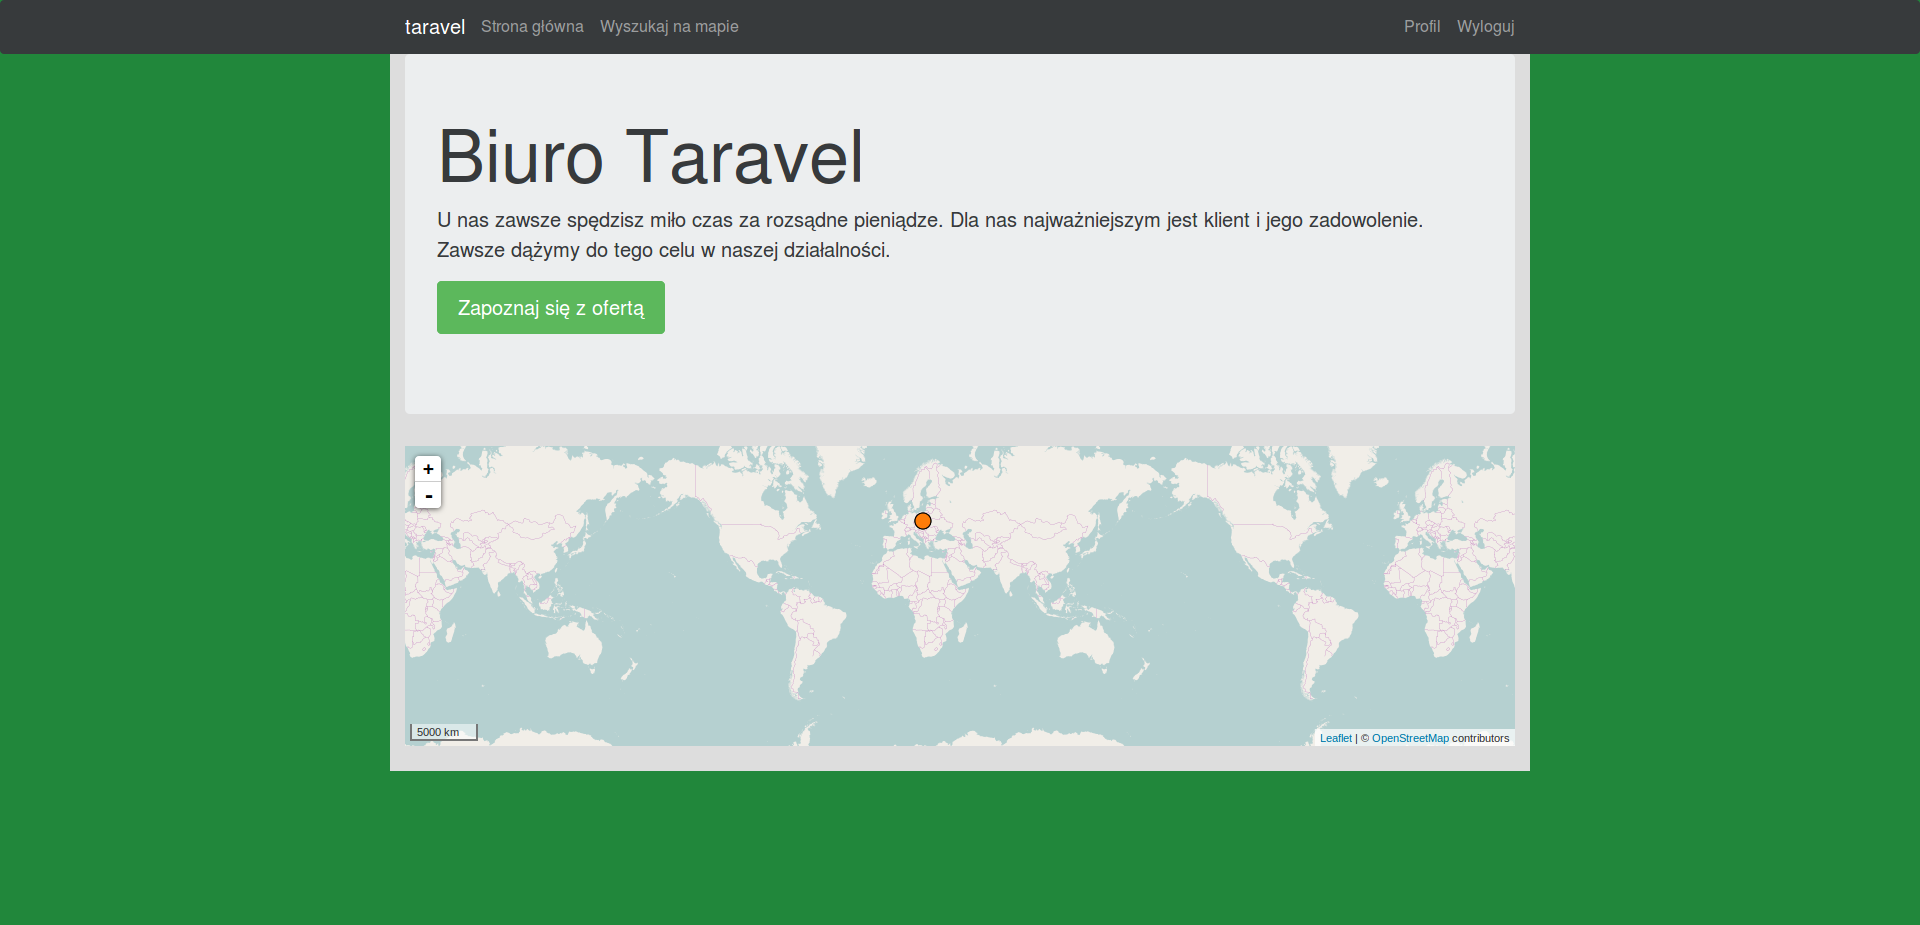 taravel Strona główna Wyszukaj na mapie Profil Wyloguj
Biuro Taravel
U nas zawsze spędzisz miło czas za rozsądne pieniądze. Dla nas najważniejszym jest klient i jego zadowolenie.
Zawsze dążymy do tego celu w naszej działalności.
Zapoznaj się z ofertą
+
-
5000 km
Leaflet | © OpenStreetMap contributors